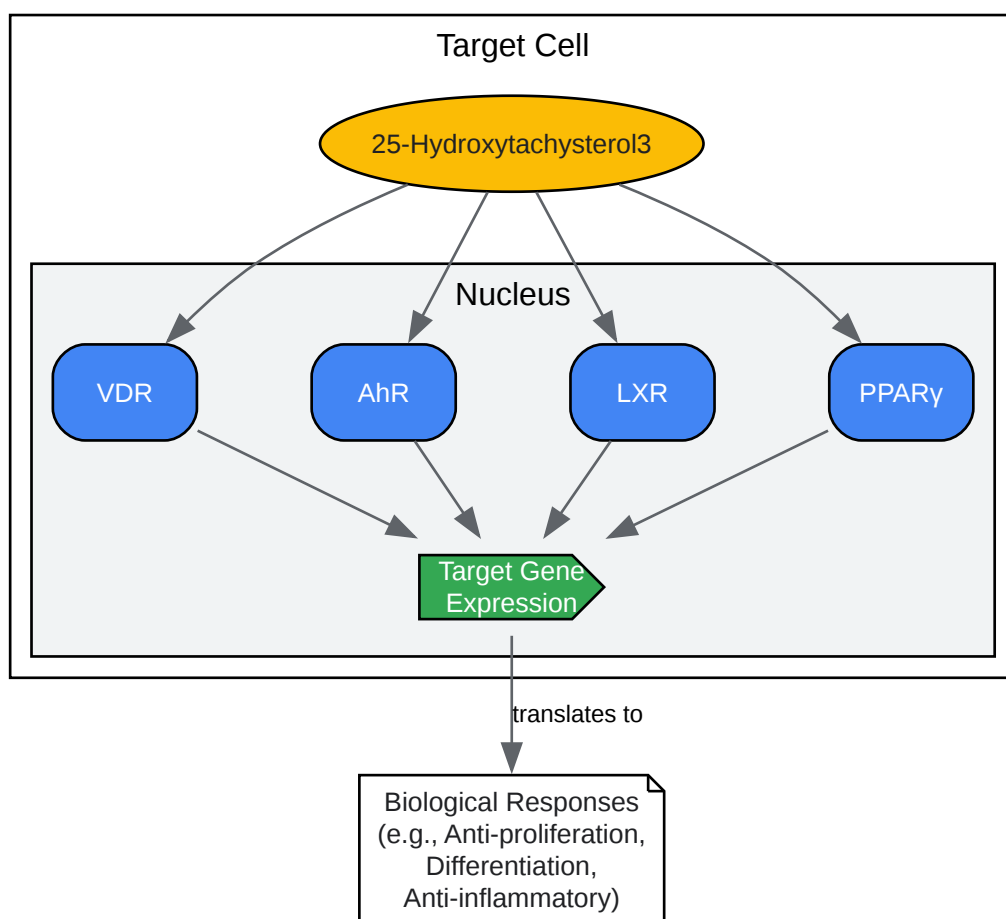 Target Cell
25-Hydroxytachysterol3
Nucleus
VDR
AhR
LXR
PPARγ
Target Gene
Expression
translates to
Biological Responses
(e.g., Anti-proliferation,
Differentiation,
Anti-inflammatory)